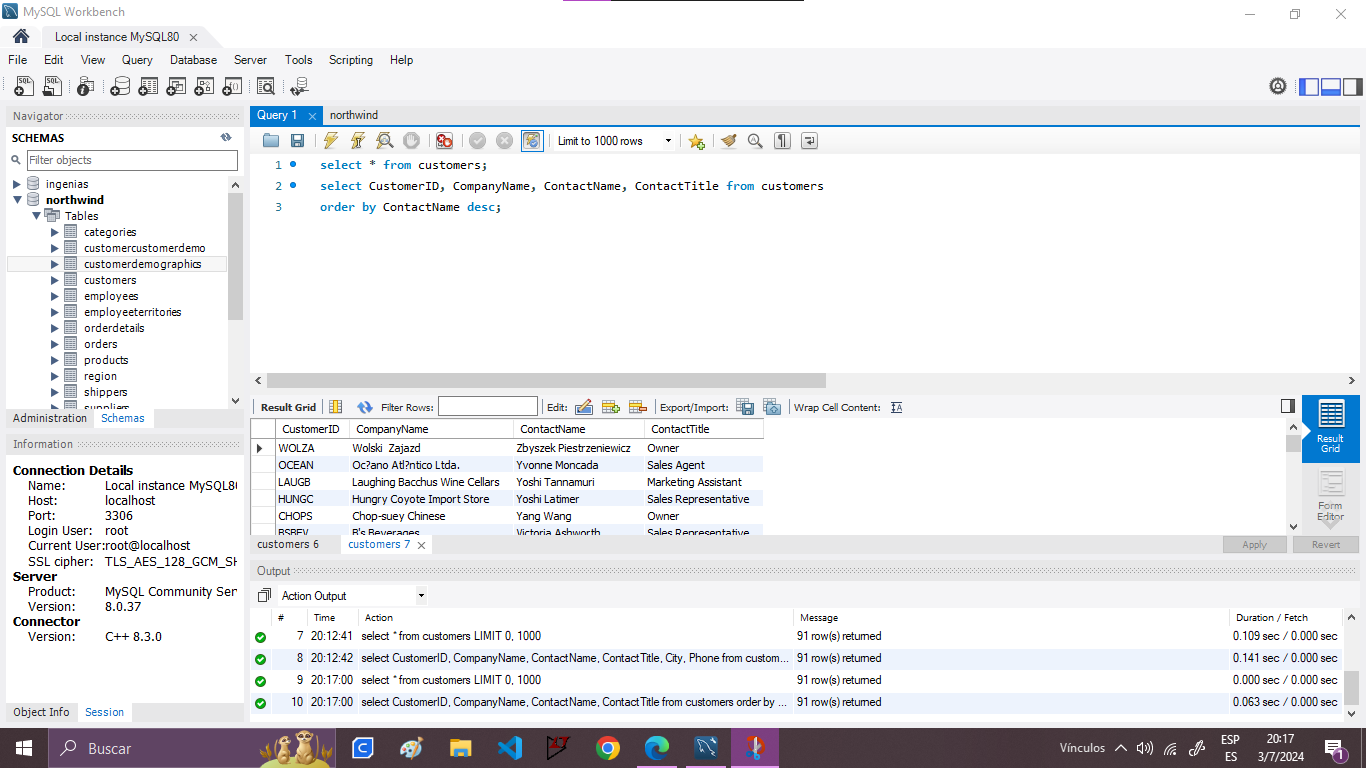 MySQL Workbench
Local instance MySQL80
File Edit View Query Database Server Tools Scripting Help
Navigator
SCHEMAS
Filter objects
ingenias
northwind
Tables
categories
customercustomerdemo
customerdemographics
customers
employees
employeeterritories
orderdetails
orders
products
region
shippers
suppliers
Administration Schemas
Information
Connection Details
Name: Local instance MySQL8
Host: localhost
Port: 3306
Login User: root
Current User: root@localhost
SSL cipher: TLS_AES_128_GCM_SH
Server
Product: MySQL Community Ser
Version: 8.0.37
Connector
Version: C++ 8.3.0
Object Info Session
Query 1 northwind
Limit to 1000 rows
1 select * from customers;
2 select CustomerID, CompanyName, ContactName, ContactTitle from customers
3 order by ContactName desc;
Result Grid Filter Rows: Edit: Export/Import: Wrap Cell Content:
CustomerID CompanyName ContactName ContactTitle
WOLZA Wolski Zajazd Zbyszek Piestrzeniewicz Owner
OCEAN Oc?ano Atl?ntico Ltda. Yvonne Moncada Sales Agent
LAUGB Laughing Bacchus Wine Cellars Yoshi Tannamuri Marketing Assistant
HUNGC Hungry Coyote Import Store Yoshi Latimer Sales Representative
CHOPS Chop-suey Chinese Yang Wang Owner
BSBEV B's Beverages Victoria Ashworth Sales Representative
Result
Grid
Form
Editor
customers 6 customers 7 Apply Revert
Output
Action Output
# Time Action Message Duration / Fetch
7 20:12:41 select * from customers LIMIT 0, 1000 91 row(s) returned 0.109 sec / 0.000 sec
8 20:12:42 select CustomerID, CompanyName, ContactName, ContactTitle, City, Phone from custom... 91 row(s) returned 0.141 sec / 0.000 sec
9 20:17:00 select * from customers LIMIT 0, 1000 91 row(s) returned 0.000 sec / 0.000 sec
10 20:17:00 select CustomerID, CompanyName, ContactName, ContactTitle from customers order by ... 91 row(s) returned 0.063 sec / 0.000 sec
Buscar
Vínculos
ESP
ES
20:17
3/7/2024
1